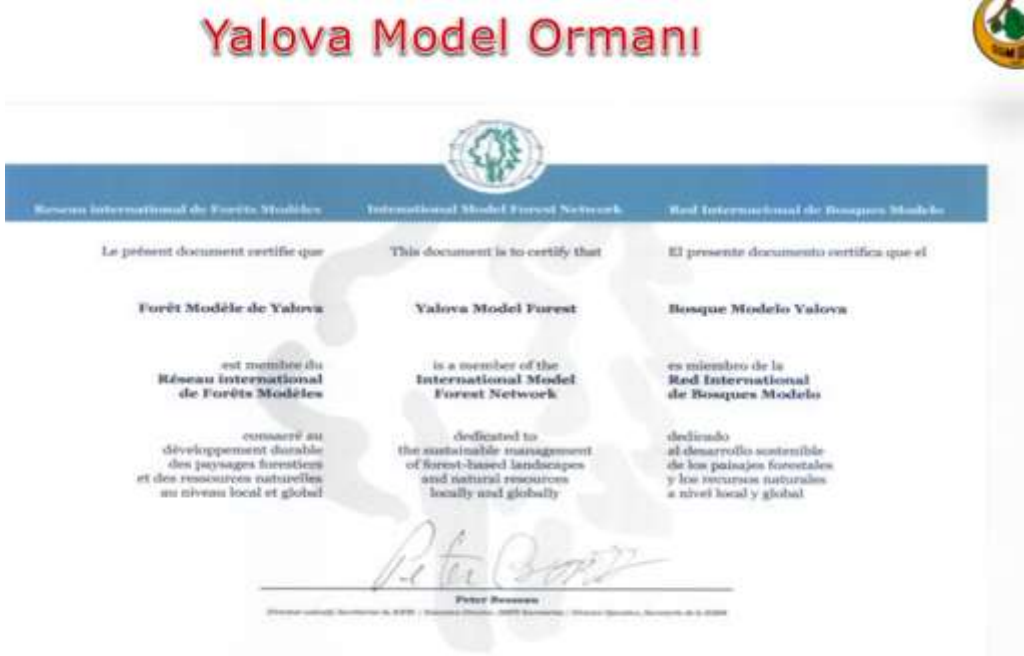 Yalova Model Ormanı
Réseau international de Forêts Modèles
International Model Forest Network
Red Internacional de Bosques Modelo
Le présent document certifie que
Forêt Modèle de Yalova
est membre du
Réseau international
de Forêts Modèles
consacré au
développement durable
des paysages forestiers
et des ressources naturelles
au niveau local et global
This document is to certify that
Yalova Model Forest
is a member of the
International Model
Forest Network
dedicated to
the sustainable management
of forest-based landscapes
and natural resources
locally and globally
El presente documento certifica que el
Bosque Modelo Yalova
es miembro de la
Red International
de Bosques Modelo
dedicado
al desarrollo sostenible
de los paisajes forestales
y los recursos naturales
a nivel local y global
Peter Besseau